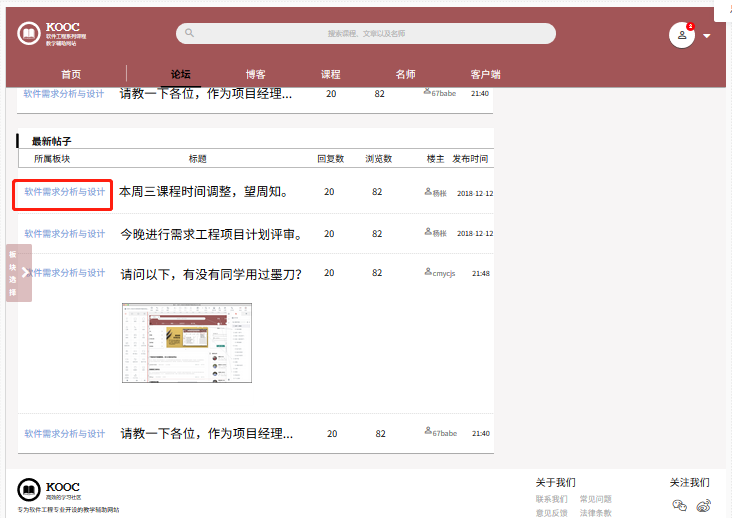 KOOC
软件工程系列课程
教学辅助网站
搜索课程、文章以及名师
2
首页
论坛
博客
课程
名师
客户端
软件需求分析与设计 请教一下各位，作为项目经理... 20 82 67babe 21:40
最新帖子
所属板块 标题 回复数 浏览数 楼主 发布时间
软件需求分析与设计 本周三课程时间调整，望周知。 20 82 杨枨 2018-12-12
软件需求分析与设计 今晚进行需求工程项目计划评审。 20 82 杨枨 2018-12-12
板块选择
软件需求分析与设计 请问以下，有没有同学用过墨刀？ 20 82 cmycjs 21:48
软件需求分析与设计 请教一下各位，作为项目经理... 20 82 67babe 21:40
KOOC
高效的学习社区
专为软件工程专业开设的教学辅助网站
关于我们
联系我们 常见问题
意见反馈 法律条款
关注我们